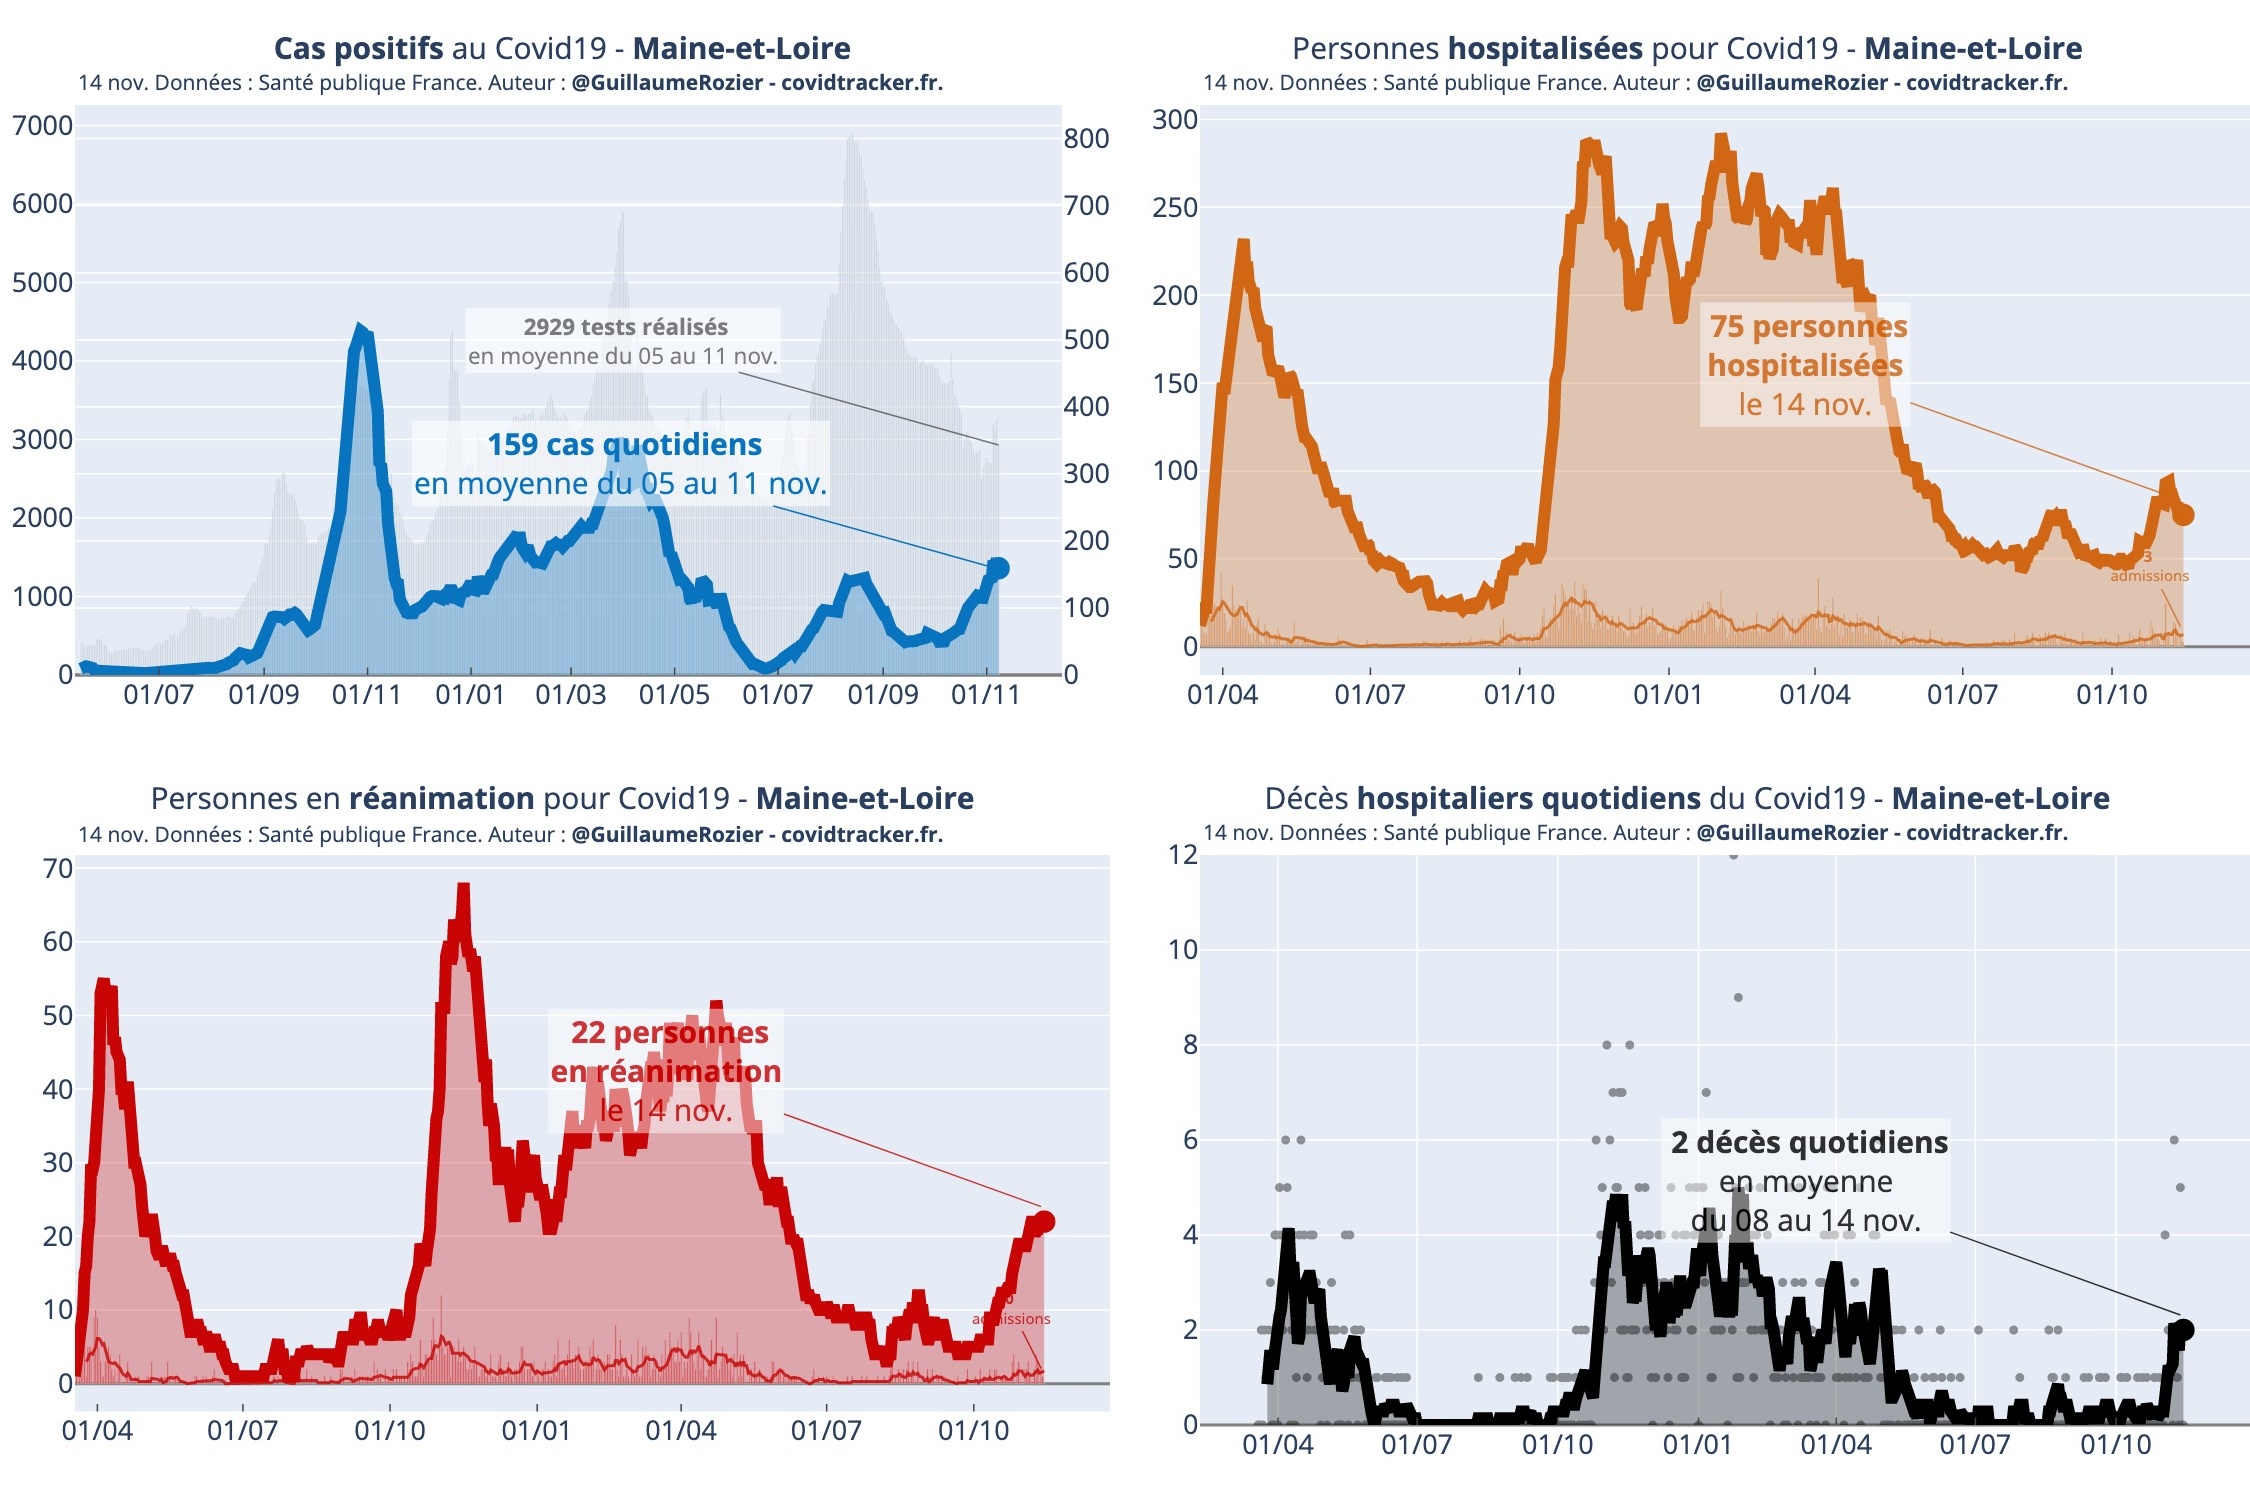 Cas positifs au Covid19 - Maine-et-Loire
14 nov. Données : Santé publique France. Auteur : @GuillaumeRozier - covidtracker.fr.
7000
6000
5000
4000
3000
2000
1000
0
800
700
600
500
400
300
200
100
0
2929 tests réalisés
en moyenne du 05 au 11 nov.
159 cas quotidiens
en moyenne du 05 au 11 nov.
01/07 01/09 01/11 01/01 01/03 01/05 01/07 01/09 01/11
Personnes hospitalisées pour Covid19 - Maine-et-Loire
14 nov. Données : Santé publique France. Auteur : @GuillaumeRozier - covidtracker.fr.
300
250
200
150
100
50
0
75 personnes
hospitalisées
le 14 nov.
3
admissions
01/04 01/07 01/10 01/01 01/04 01/07 01/10
Personnes en réanimation pour Covid19 - Maine-et-Loire
14 nov. Données : Santé publique France. Auteur : @GuillaumeRozier - covidtracker.fr.
70
60
50
40
30
20
10
0
22 personnes
en réanimation
le 14 nov.
admissions
01/04 01/07 01/10 01/01 01/04 01/07 01/10
Décès hospitaliers quotidiens du Covid19 - Maine-et-Loire
14 nov. Données : Santé publique France. Auteur : @GuillaumeRozier - covidtracker.fr.
12
10
8
6
4
2
0
2 décès quotidiens
en moyenne
du 08 au 14 nov.
01/04 01/07 01/10 01/01 01/04 01/07 01/10